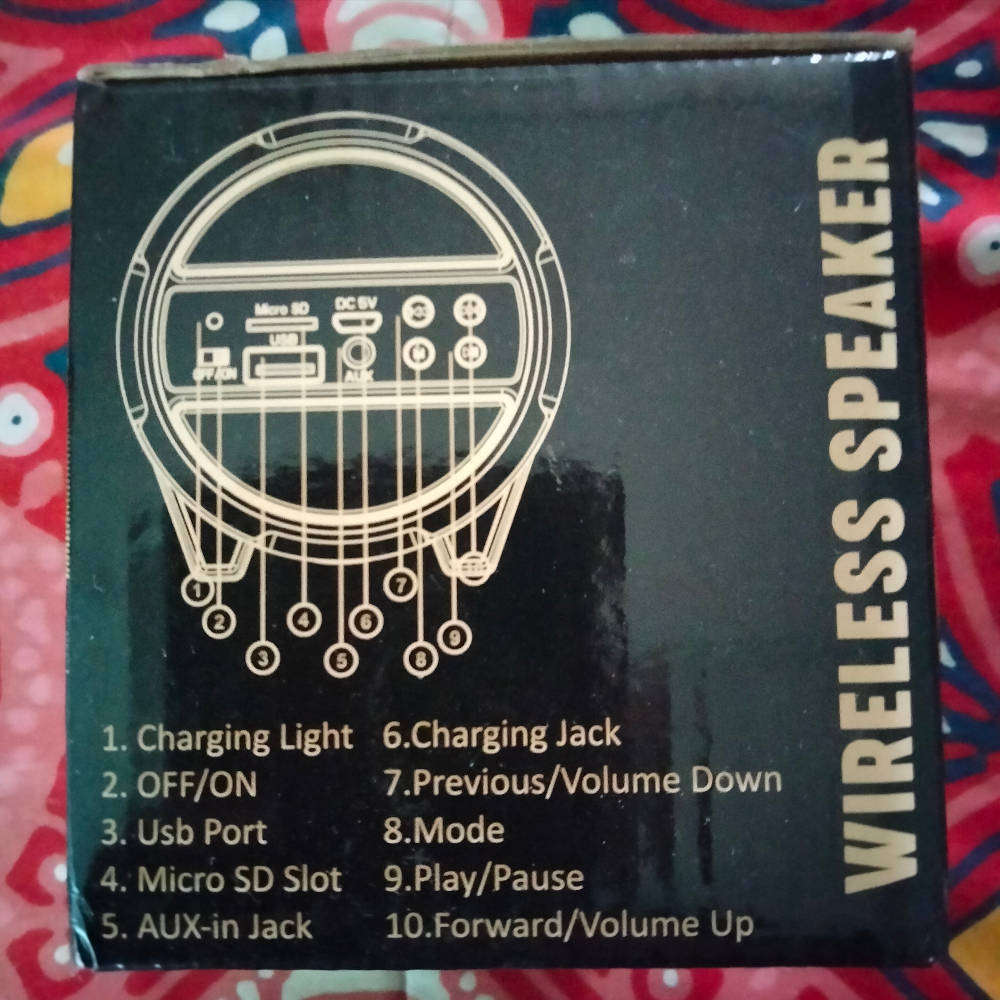 Micro SD
DC 5V
USB
OFF/ON
AUX
1
2
3
4
5
6
7
8
9
1. Charging Light
2. OFF/ON
3. Usb Port
4. Micro SD Slot
5. AUX-in Jack
6.Charging Jack
7.Previous/Volume Down
8.Mode
9.Play/Pause
10.Forward/Volume Up
WIRELESS SPEAKER